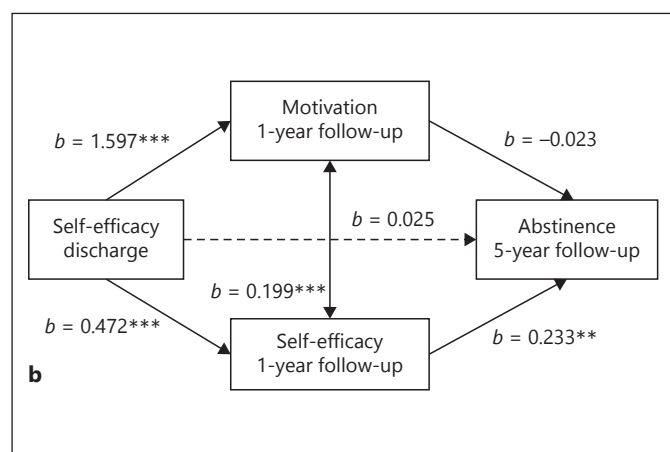 Motivation
1-year follow-up
b = 1.597***
b = –0.023
Self-efficacy
discharge
b = 0.025
Abstinence
5-year follow-up
b = 0.199***
b = 0.472***
Self-efficacy
1-year follow-up
b = 0.233**
b